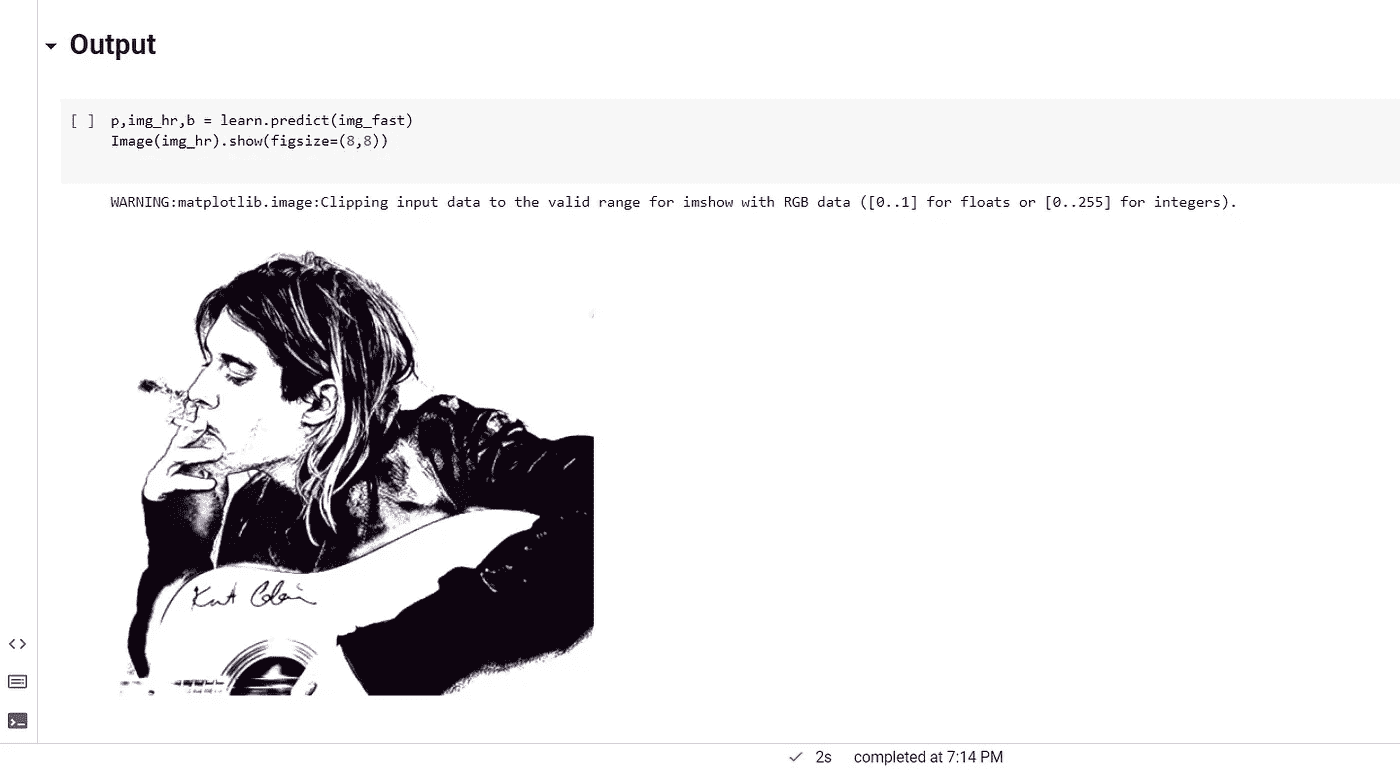 Output
[ ] p,img_hr,b = learn.predict(img_fast)
Image(img_hr).show(figsize=(8,8))
WARNING:matplotlib.image:Clipping input data to the valid range for imshow with RGB data ([0..1] for floats or [0..255] for integers).
Kurt Cobain
2s completed at 7:14 PM